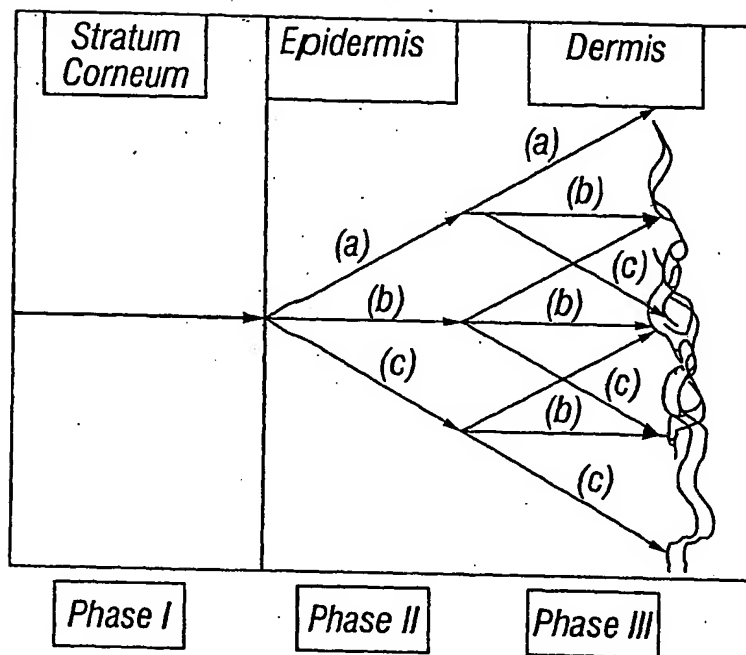 Stratum
Corneum
Epidermis
Dermis
(a)
(b)
(a)
(c)
(b)
(b)
(c)
(c)
(b)
(c)
Phase I
Phase II
Phase III